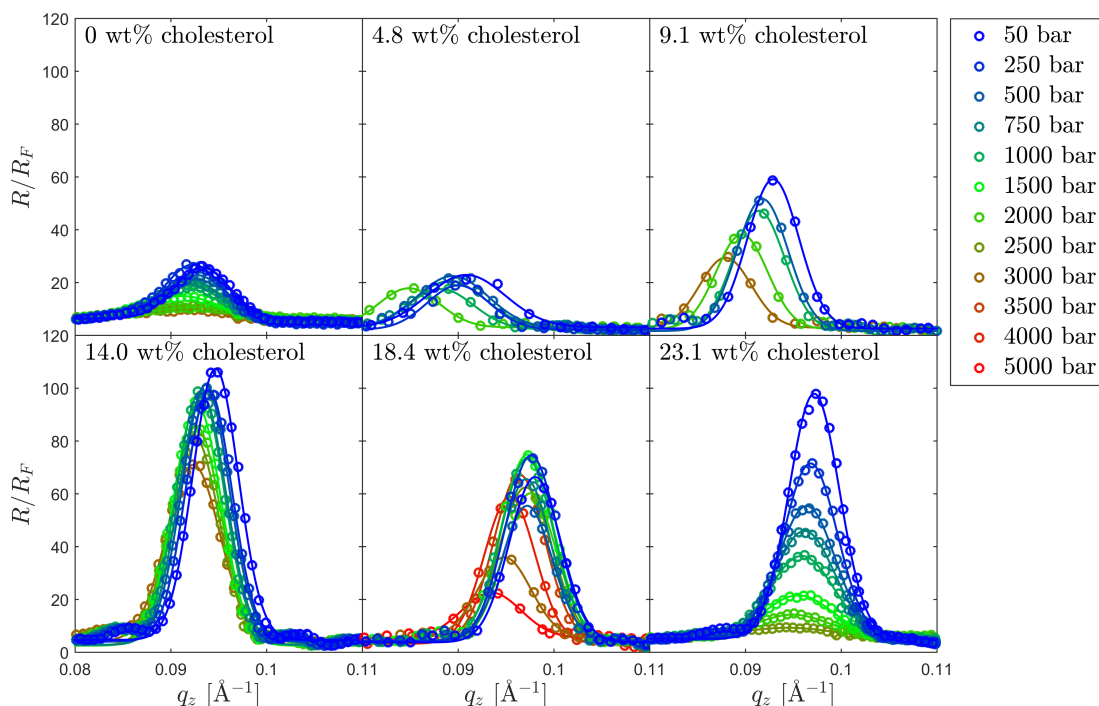 120
100
80
60
40
20
R/R_F
0 wt% cholesterol
4.8 wt% cholesterol
9.1 wt% cholesterol
50 bar
250 bar
500 bar
750 bar
1000 bar
1500 bar
2000 bar
2500 bar
3000 bar
3500 bar
4000 bar
5000 bar
120
100
80
60
40
20
0
R/R_F
14.0 wt% cholesterol
18.4 wt% cholesterol
23.1 wt% cholesterol
0.08 0.09 0.1 0.11 0.09 0.1 0.11 0.09 0.1 0.11
q_z [Å⁻¹] q_z [Å⁻¹] q_z [Å⁻¹]